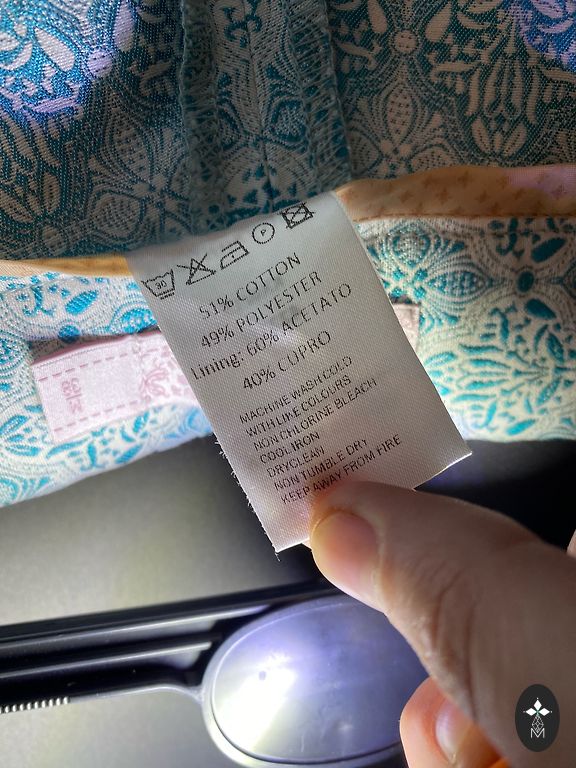 30
P
51% COTTON
49% POLYESTER
Lining: 60% ACETATO
40% CUPRO
MACHINE WASH COLD
WITH LIKE COLOURS
NON CHLORINE BLEACH
COOL IRON
DRYCLEAN
NON TUMBLE DRY
KEEP AWAY FROM FIRE
M